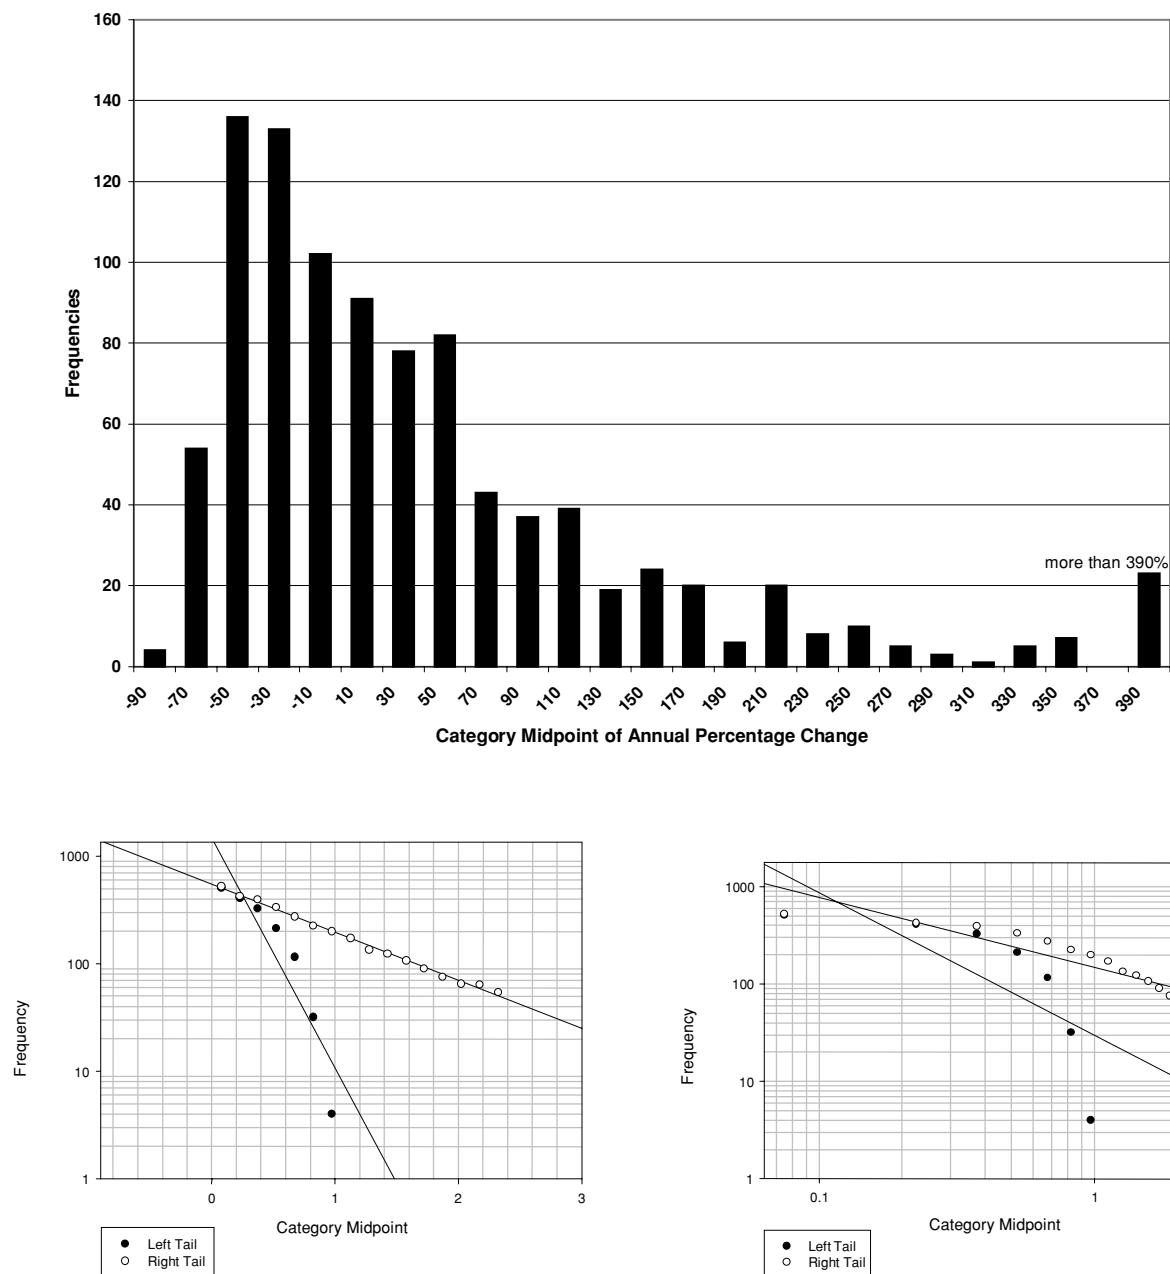 160
140
120
100
80
60
40
20
0
Frequencies
more than 390%
-90 -70 -50 -30 -10 10 30 50 70 90 110 130 150 170 190 210 230 250 270 290 310 330 350 370 390
Category Midpoint of Annual Percentage Change
1000
100
10
1
Frequency
0 1 2 3
Category Midpoint
Left Tail
Right Tail
1000
100
10
1
Frequency
0.1 1
Category Midpoint
Left Tail
Right Tail